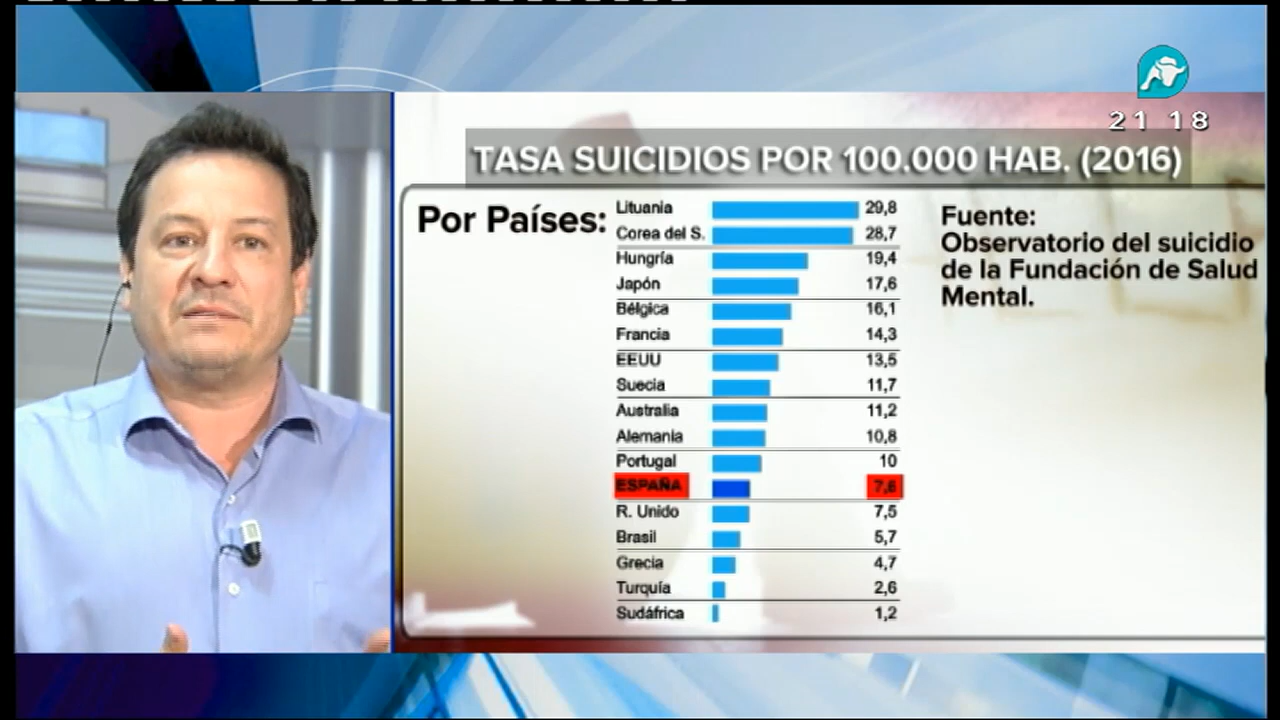 21 18
TASA SUICIDIOS POR 100.000 HAB. (2016)
Por Países:
Lituania 29,8
Corea del S. 28,7
Hungría 19,4
Japón 17,6
Bélgica 16,1
Francia 14,3
EEUU 13,5
Suecia 11,7
Australia 11,2
Alemania 10,8
Portugal 10
ESPAÑA 7,6
R. Unido 7,5
Brasil 5,7
Grecia 4,7
Turquía 2,6
Sudáfrica 1,2
Fuente:
Observatorio del suicidio
de la Fundación de Salud
Mental.